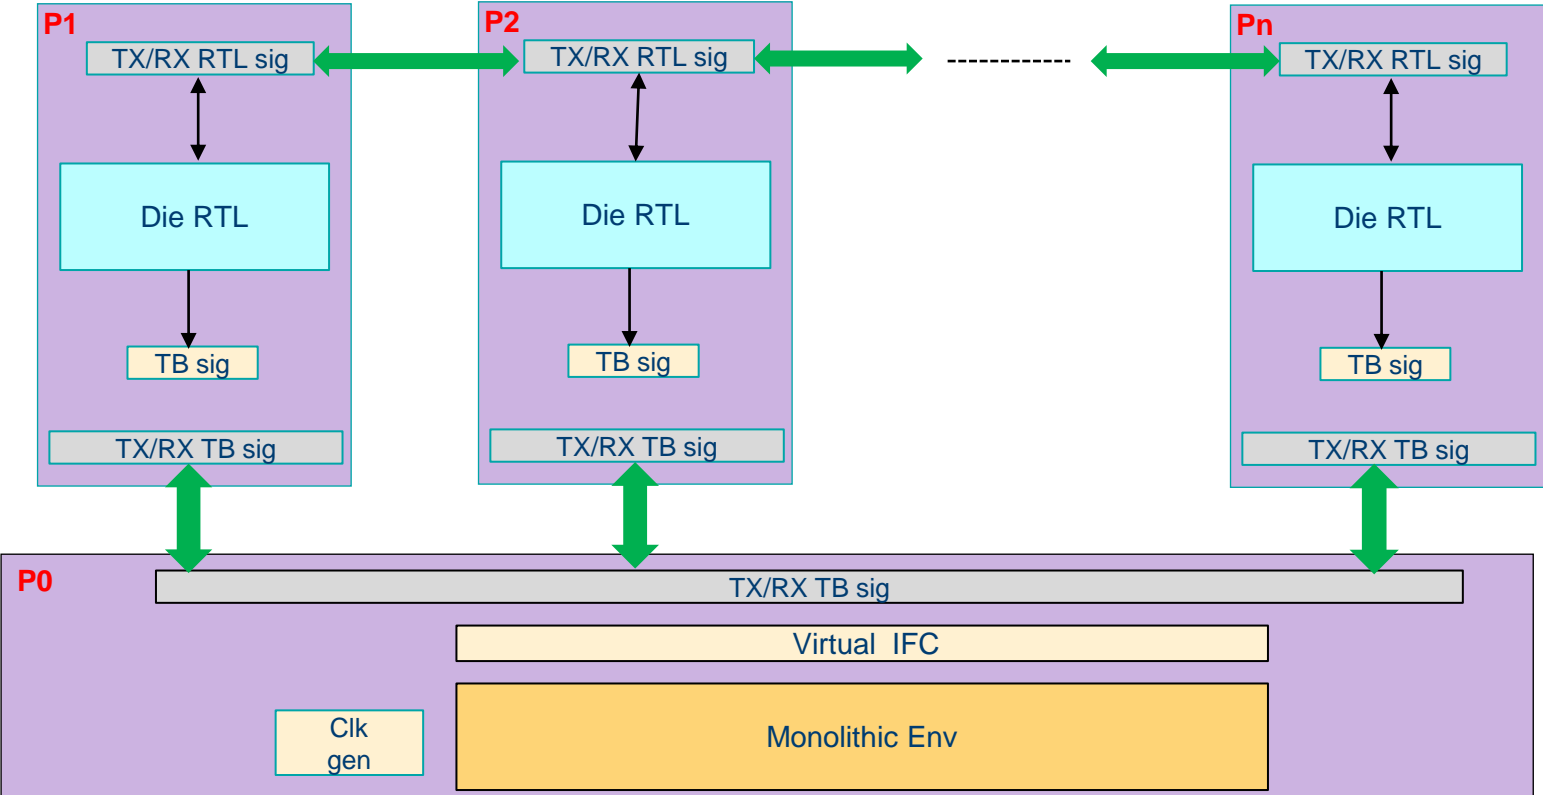 P1
P2
Pn
TX/RX RTL sig
TX/RX RTL sig
TX/RX RTL sig
Die RTL
Die RTL
Die RTL
TB sig
TB sig
TB sig
TX/RX TB sig
TX/RX TB sig
TX/RX TB sig
P0
TX/RX TB sig
Virtual IFC
Clk
gen
Monolithic Env